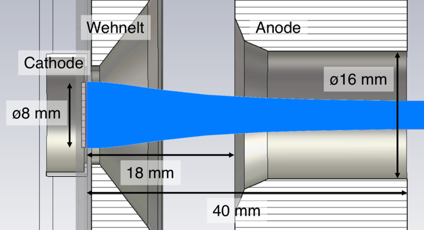 Wehnelt
Anode
Cathode
ø16 mm
ø8 mm
18 mm
40 mm